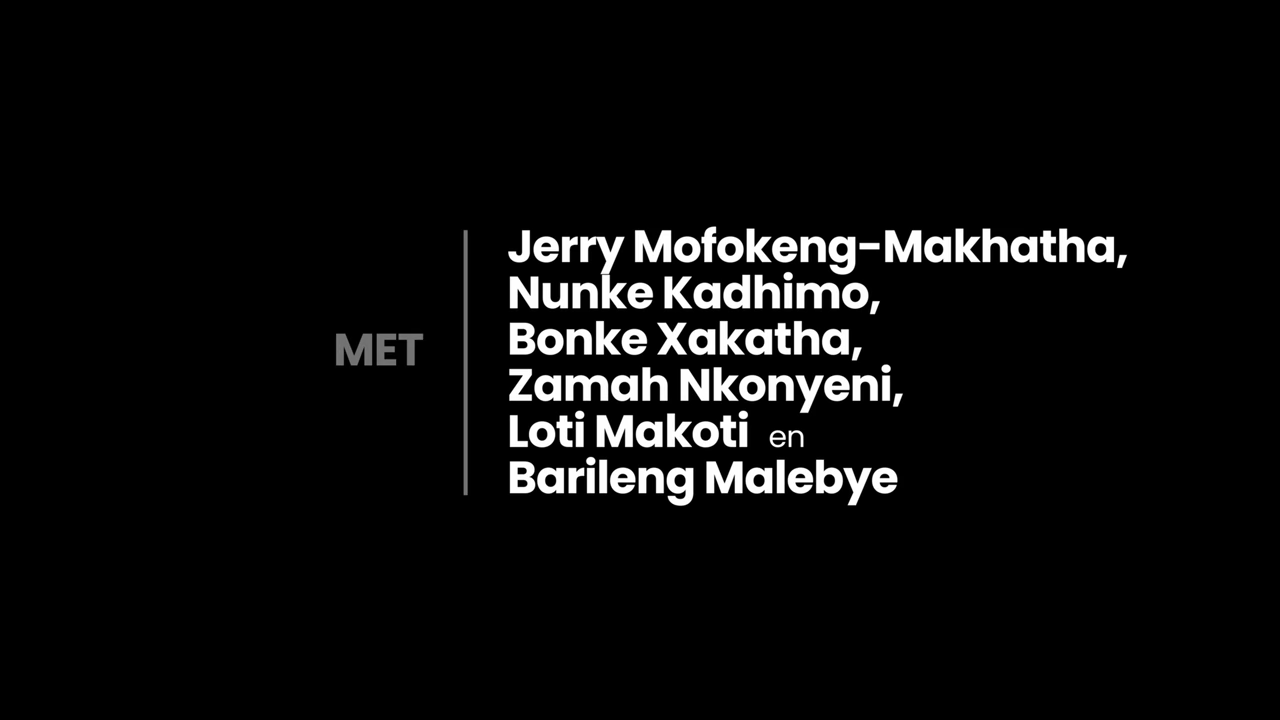 MET
Jerry Mofokeng-Makhatha,
Nunke Kadhimo,
Bonke Xakatha,
Zamah Nkonyeni,
Loti Makoti en
Barileng Malebye